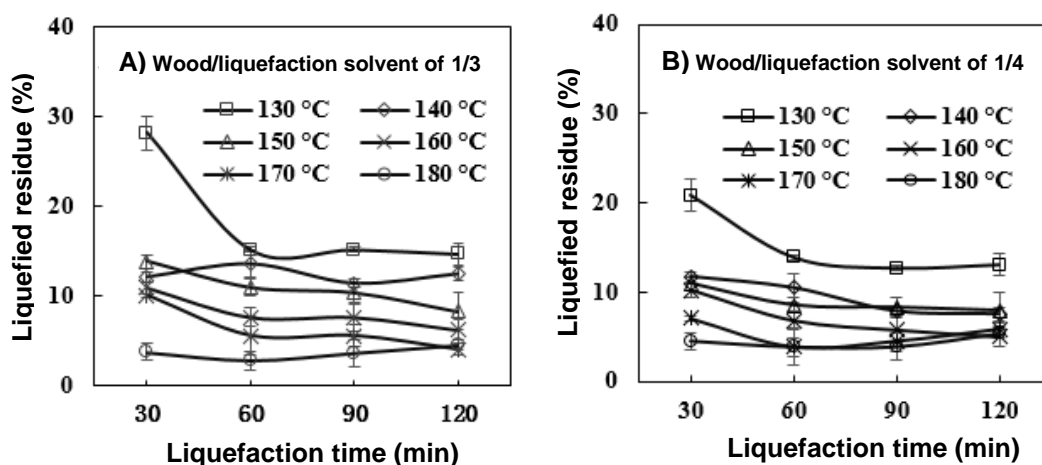 A) Wood/liquefaction solvent of 1/3
130 °C 140 °C
150 °C 160 °C
170 °C 180 °C
40
30
20
10
0
30 60 90 120
Liquefied residue (%)
Liquefaction time (min)
B) Wood/liquefaction solvent of 1/4
130 °C 140 °C
150 °C 160 °C
170 °C 180 °C
40
30
20
10
0
30 60 90 120
Liquefied residue (%)
Liquefaction time (min)